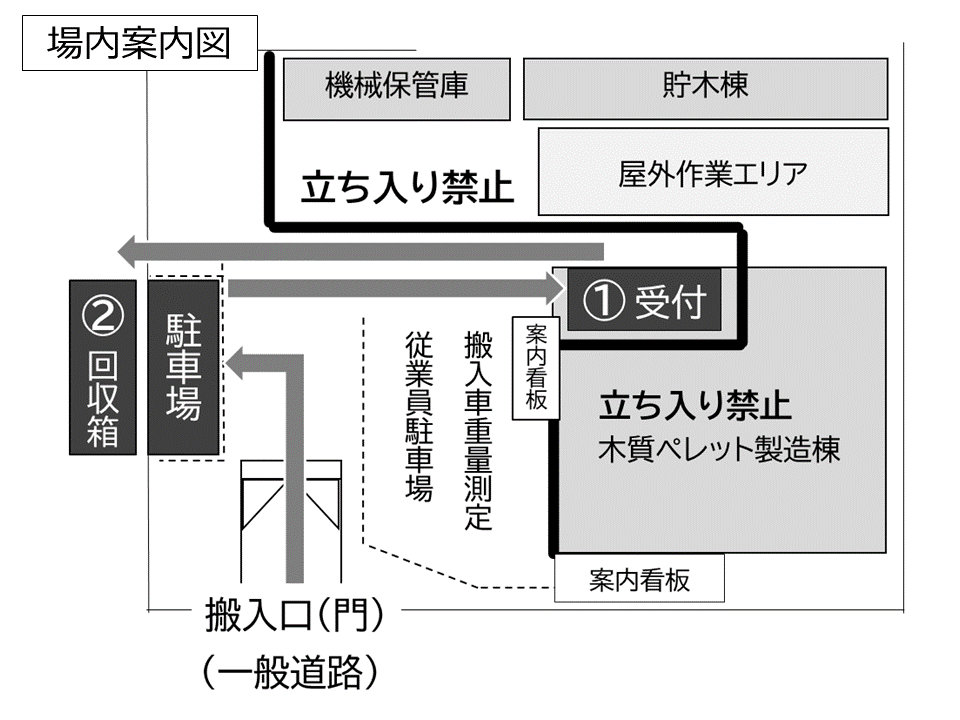 場内案内図
機械保管庫
貯木棟
屋外作業エリア
立ち入り禁止
①受付
②回収箱
駐車場
案内看板
搬入車重量測定
従業員駐車場
立ち入り禁止
木質ペレット製造棟
案内看板
搬入口(門)
(一般道路)